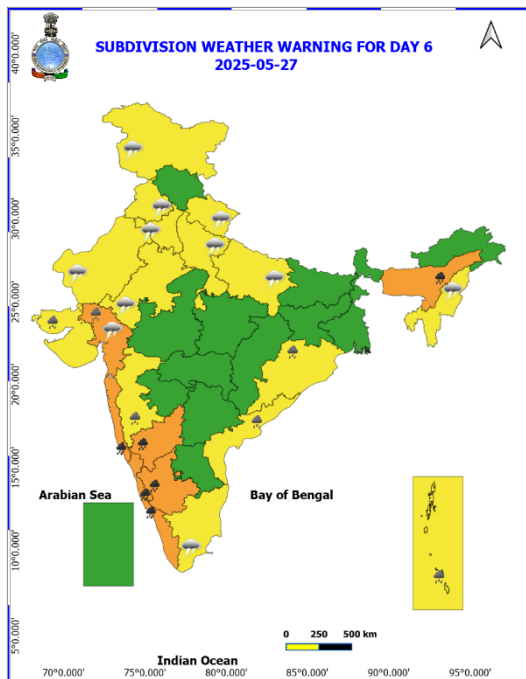 SUBDIVISION WEATHER WARNING FOR DAY 6
2025-05-27
40°0.000'
35°0.000'
30°0.000'
25°0.000'
20°0.000'
15°0.000'
10°0.000'
5°0.000'
Arabian Sea
Bay of Bengal
0 250 500 km
Indian Ocean
70°0.000' 75°0.000' 80°0.000' 85°0.000' 90°0.000' 95°0.000'